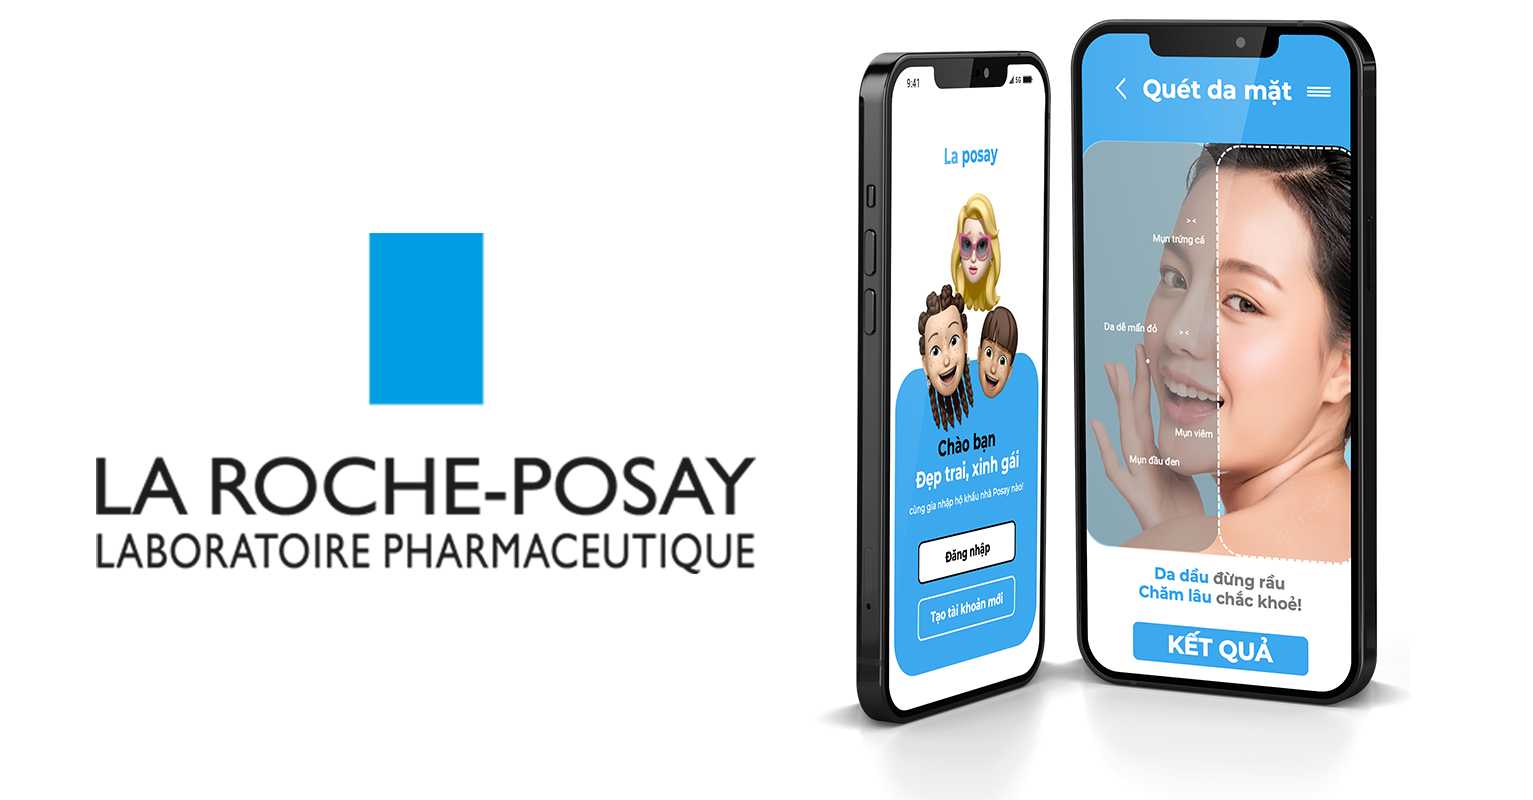 LA ROCHE-POSAY
LABORATOIRE PHARMACEUTIQUE
9:41
5G
La posay
Chào bạn
Đẹp trai, xinh gái
cùng gia nhập hộ khẩu nhà Posay nào!
Đăng nhập
Tạo tài khoản mới
Quét da mặt
> <
Mụn trứng cá
Da dễ mẩn đỏ
> <
Mụn viêm
Mụn đầu đen
freepik
Da dầu đừng rầu
Chăm lâu chắc khoẻ!
KẾT QUẢ